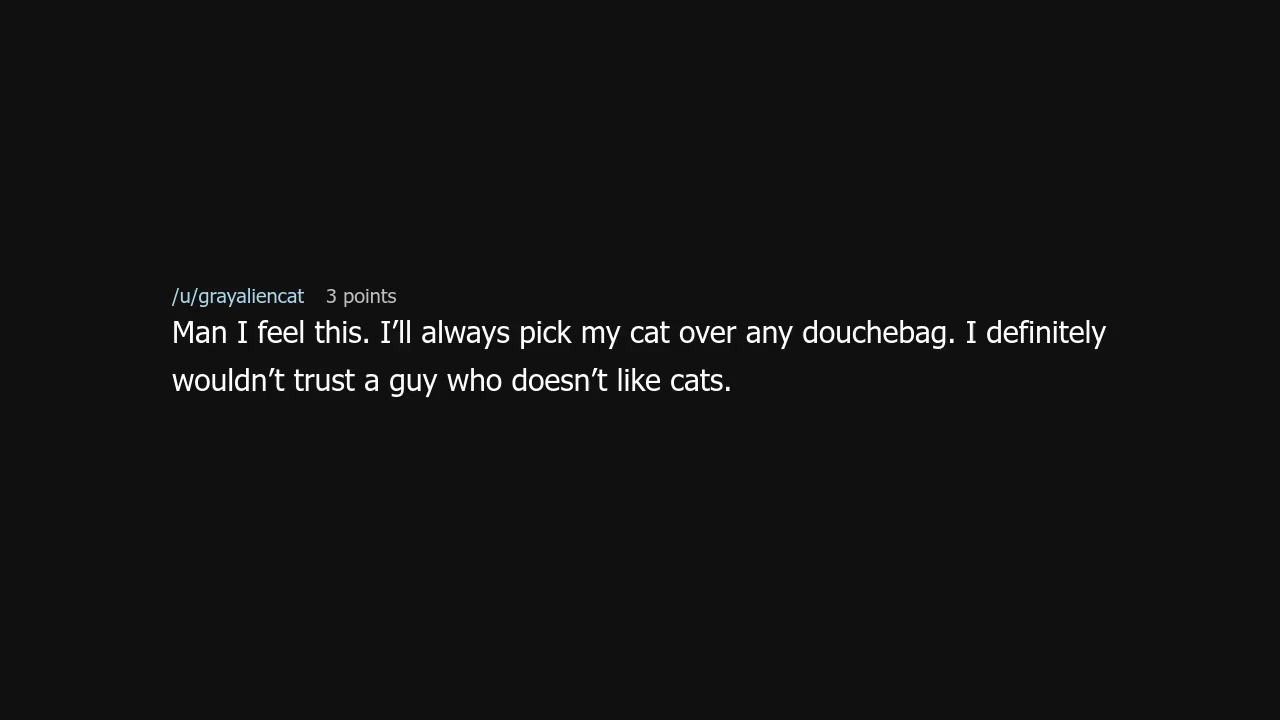 /u/grayaliencat 3 points
Man I feel this. I’ll always pick my cat over any douchebag. I definitely
wouldn’t trust a guy who doesn’t like cats.